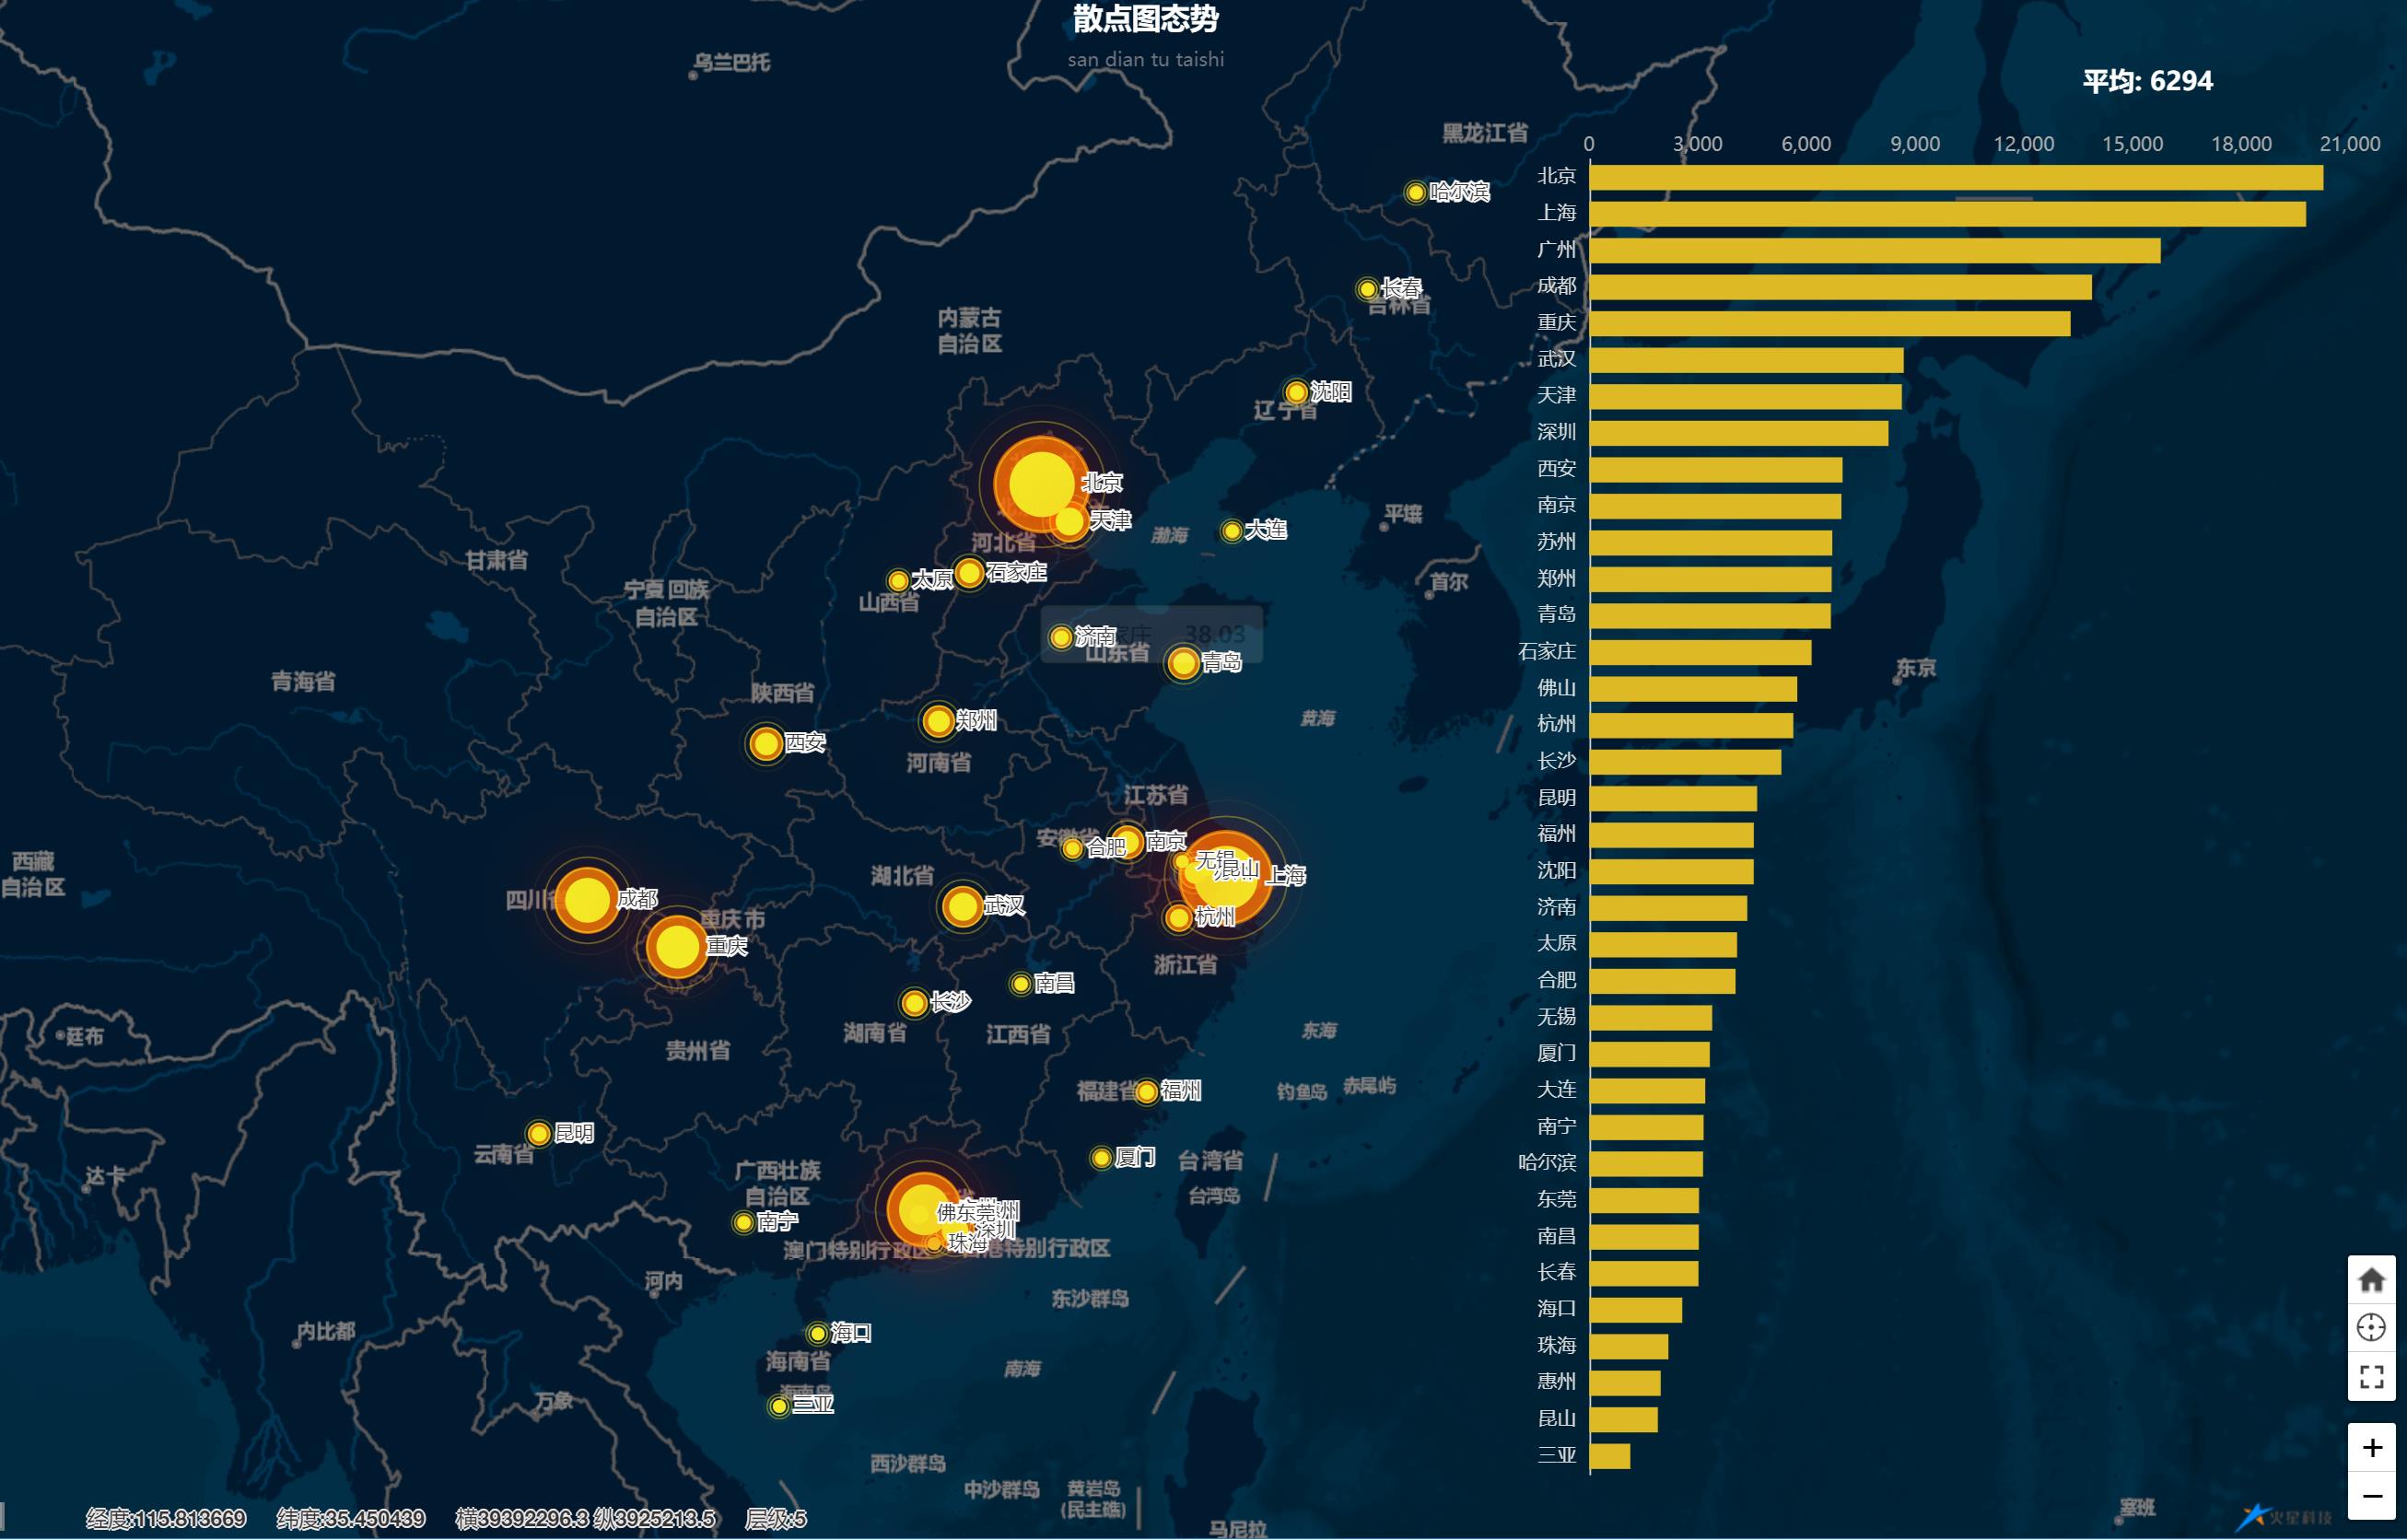 散点图态势
san dian tu taishi
平均: 6294
0 3,000 6,000 9,000 12,000 15,000 18,000 21,000
北京
上海
广州
成都
重庆
武汉
天津
深圳
西安
南京
苏州
郑州
青岛
石家庄
佛山
杭州
长沙
昆明
福州
沈阳
济南
太原
合肥
无锡
厦门
大连
南宁
哈尔滨
东莞
南昌
长春
海口
珠海
惠州
昆山
三亚
乌兰巴托
黑龙江省
哈尔滨
长春
吉林省
内蒙古
自治区
沈阳
辽宁省
北京
天津
大连
渤海
平壤
河北省
甘肃省
太原
石家庄
首尔
宁夏回族
自治区
山西省
济南
家庄 38.03
山东省
青岛
东京
青海省
陕西省
郑州
黄海
西安
河南省
江苏省
安徽省
合肥
南京
无锡
昆山
上海
西藏
自治区
湖北省
四川省
成都
武汉
杭州
重庆市
重庆
浙江省
南昌
长沙
廷布
湖南省
江西省
东海
贵州省
福建省
福州
钓鱼岛
赤尾屿
昆明
云南省
厦门
台湾省
达卡
广西壮族
自治区
台湾岛
南宁
佛东莞州
深圳
珠海
澳门特别行政区
香港特别行政区
河内
东沙群岛
内比都
海口
海南省
南海
海南岛
三亚
万象
西沙群岛
中沙群岛
黄岩岛
(民主礁)
塞班
马尼拉
经度:115.813669 纬度:35.450439 横39392296.3 纵3925213.5 层级:5
火星科技